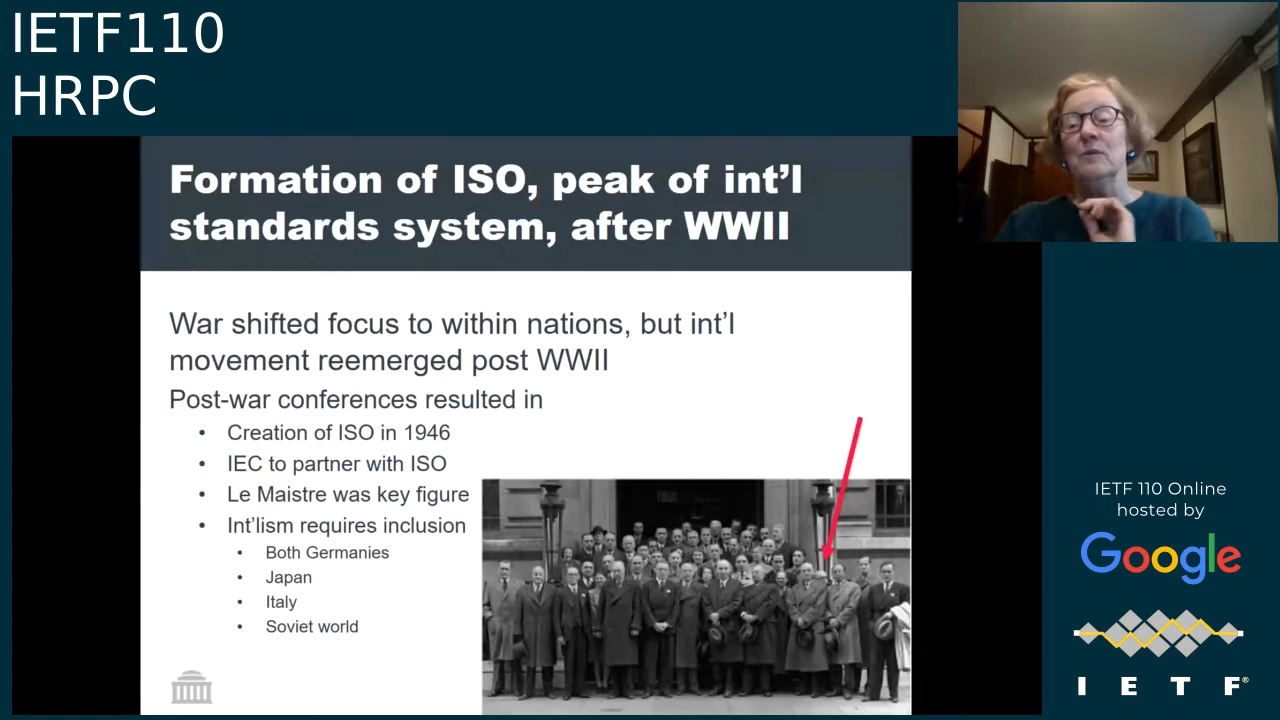 IETF110
HRPC
Formation of ISO, peak of int’l
standards system, after WWII
War shifted focus to within nations, but int’l
movement reemerged post WWII
Post-war conferences resulted in
• Creation of ISO in 1946
• IEC to partner with ISO
• Le Maistre was key figure
• Int’lism requires inclusion
• Both Germanies
• Japan
• Italy
• Soviet world
IETF 110 Online
hosted by
Google
I E T F®